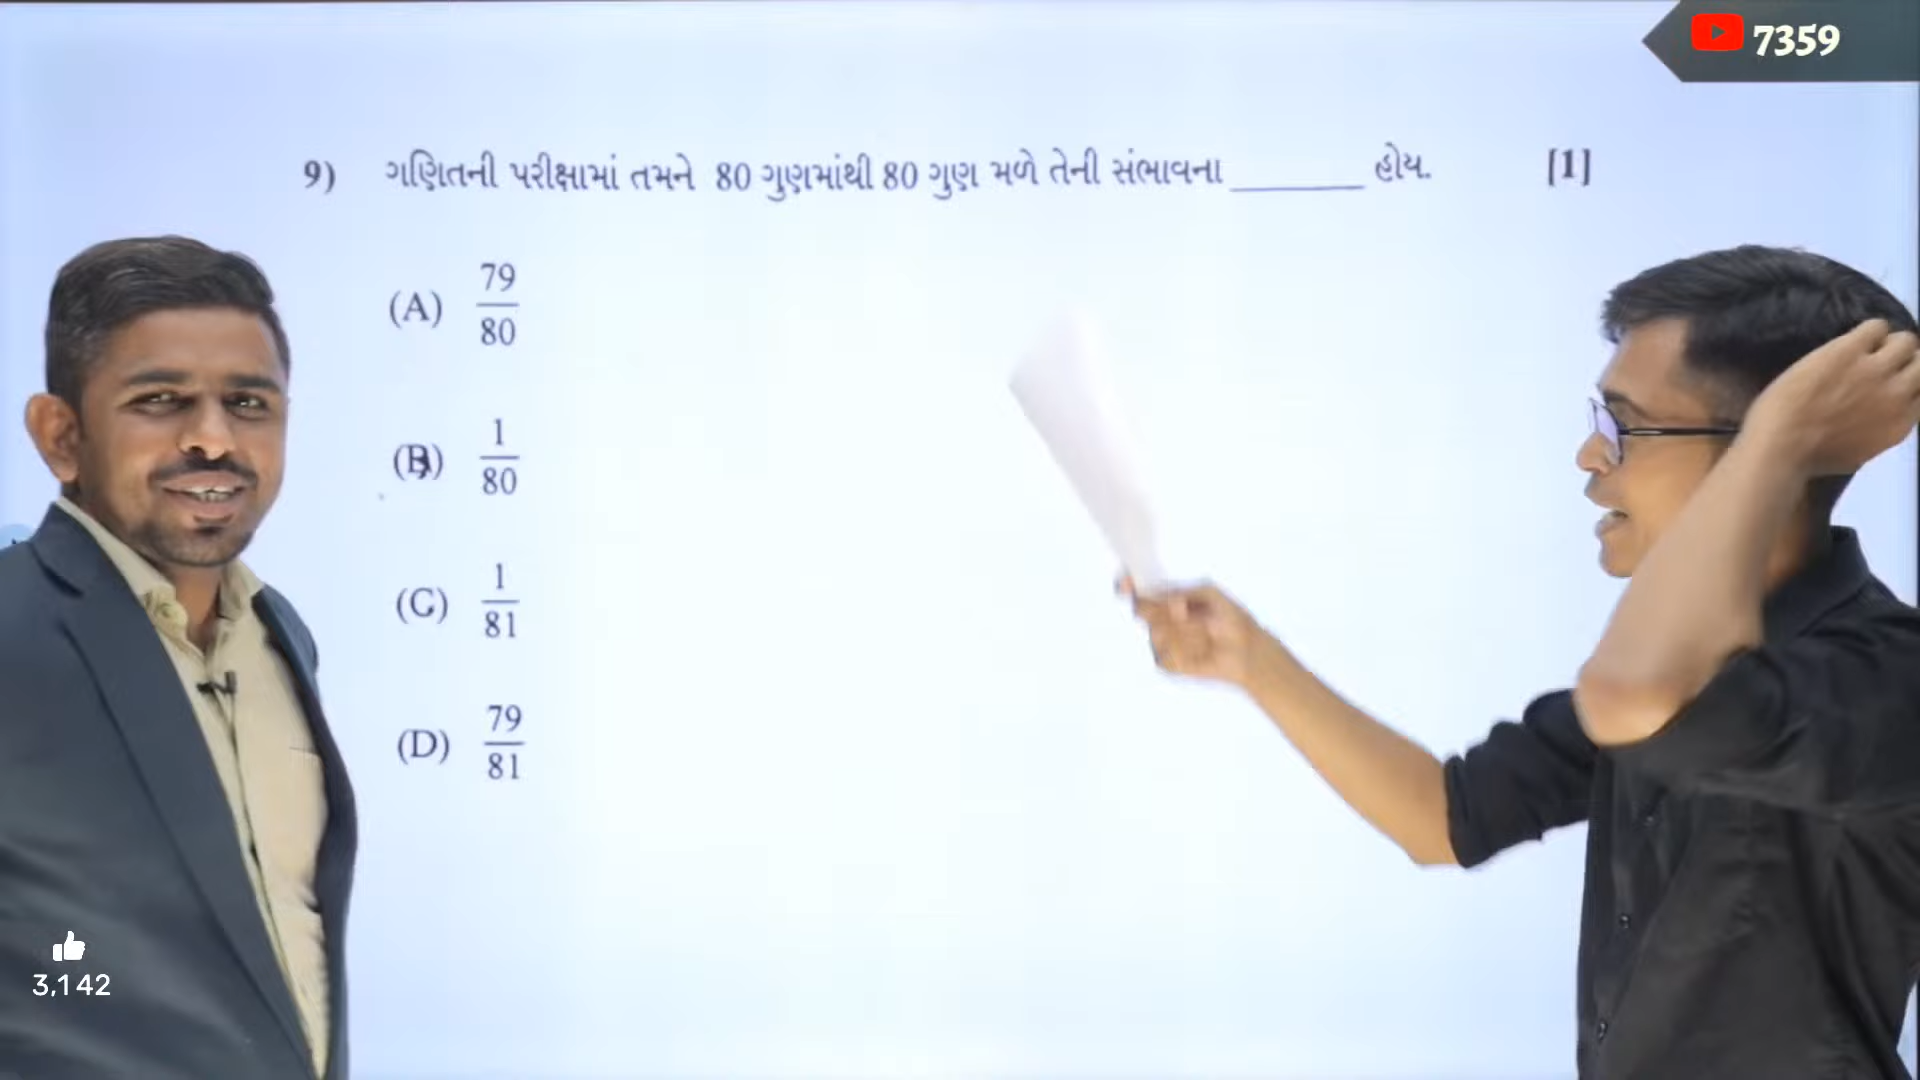 7359
9) ગણિતની પરીક્ષામાં તમને 80 ગુણમાંથી 80 ગુણ મળે તેની સંભાવના ________ હોય. [1]
(A) 79/80
(B) 1/80
(C) 1/81
(D) 79/81
3,142